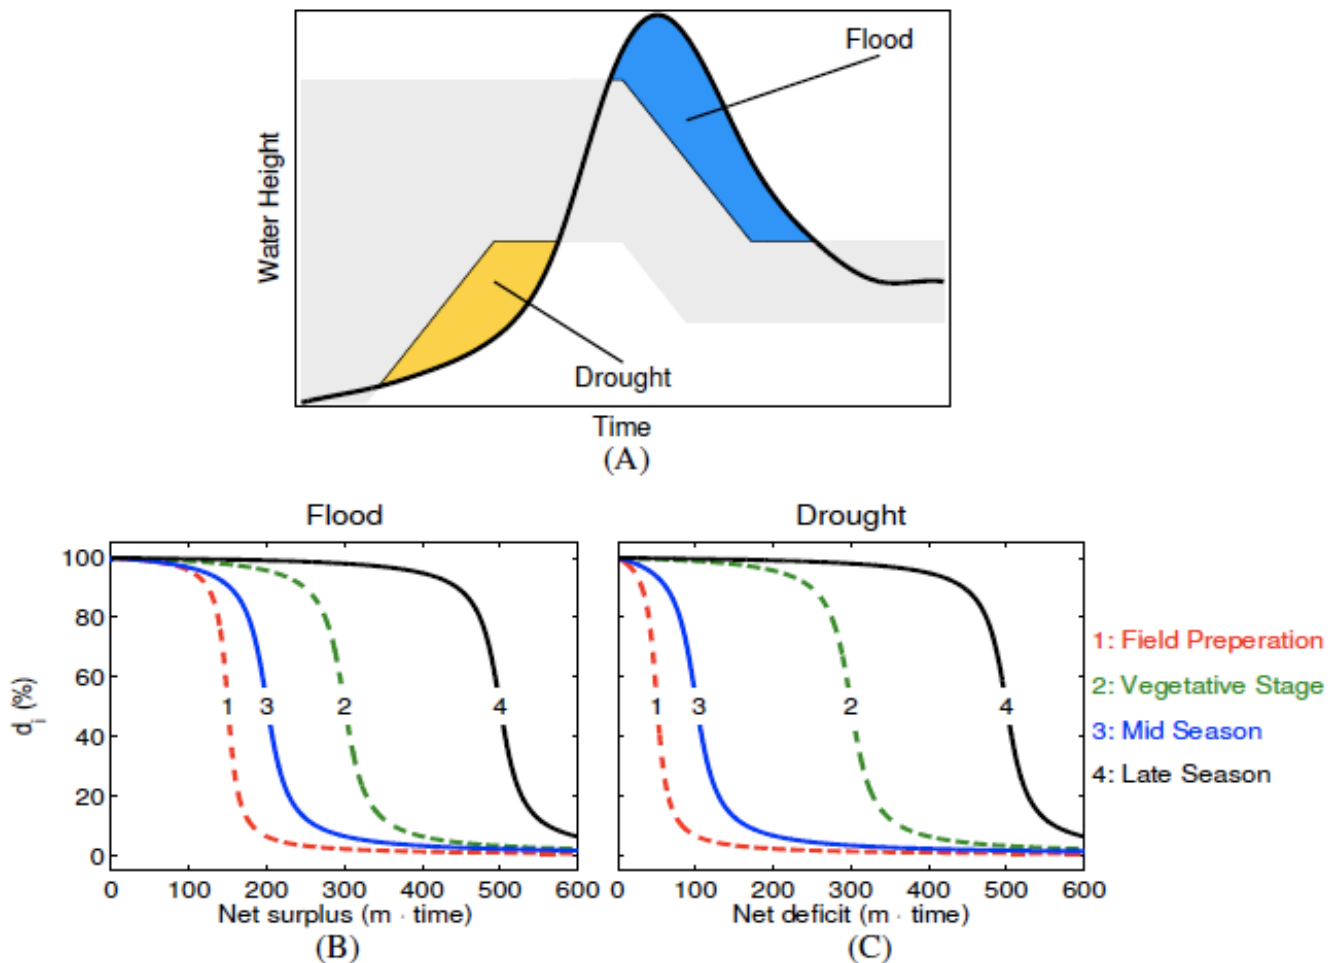 Flood
Water Height
Drought
Time
(A)
Flood
Drought
100
80
60
40
20
0
d_i (%)
1 3 2 4
1 3 2 4
0 100 200 300 400 500 600
0 100 200 300 400 500 600
Net surplus (m · time)
Net deficit (m · time)
(B)
(C)
1: Field Preperation
2: Vegetative Stage
3: Mid Season
4: Late Season